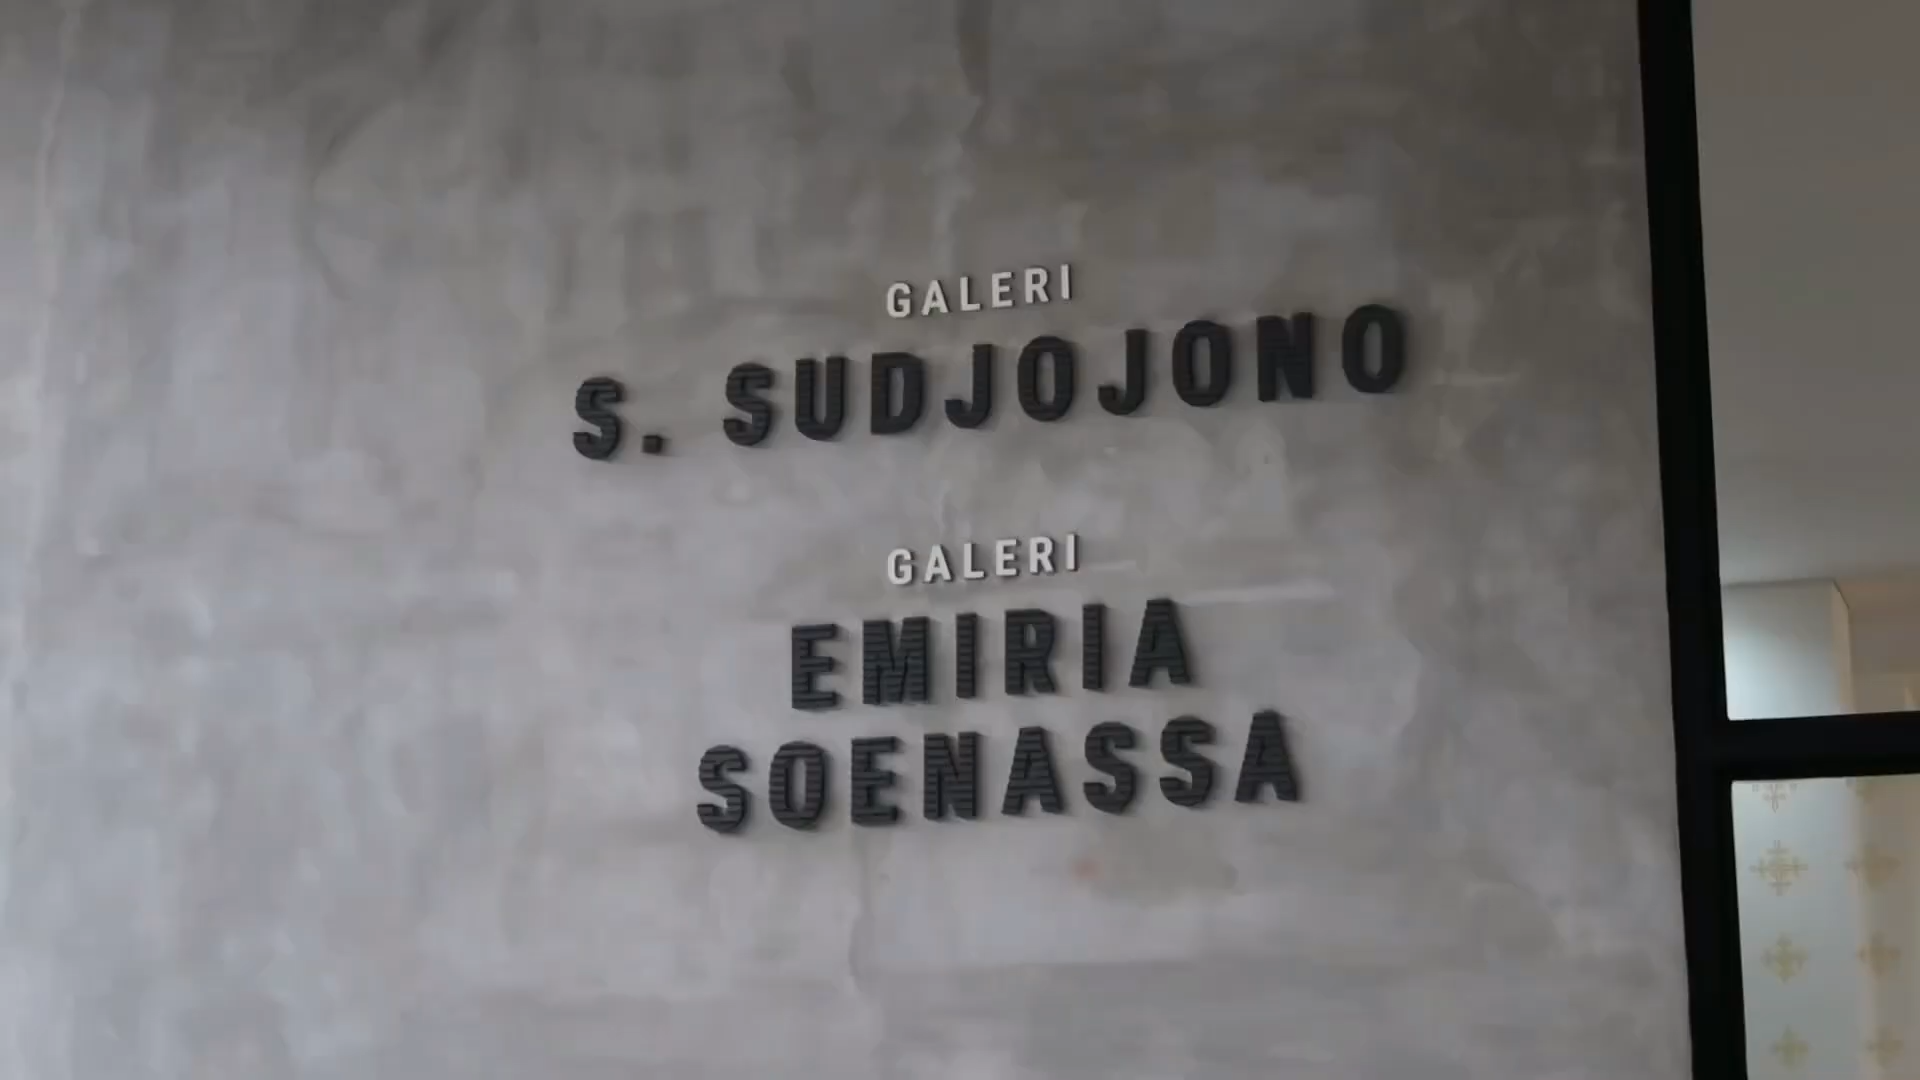 GALERI
S. SUDJOJONO
GALERI
EMIRIA
SOENASSA